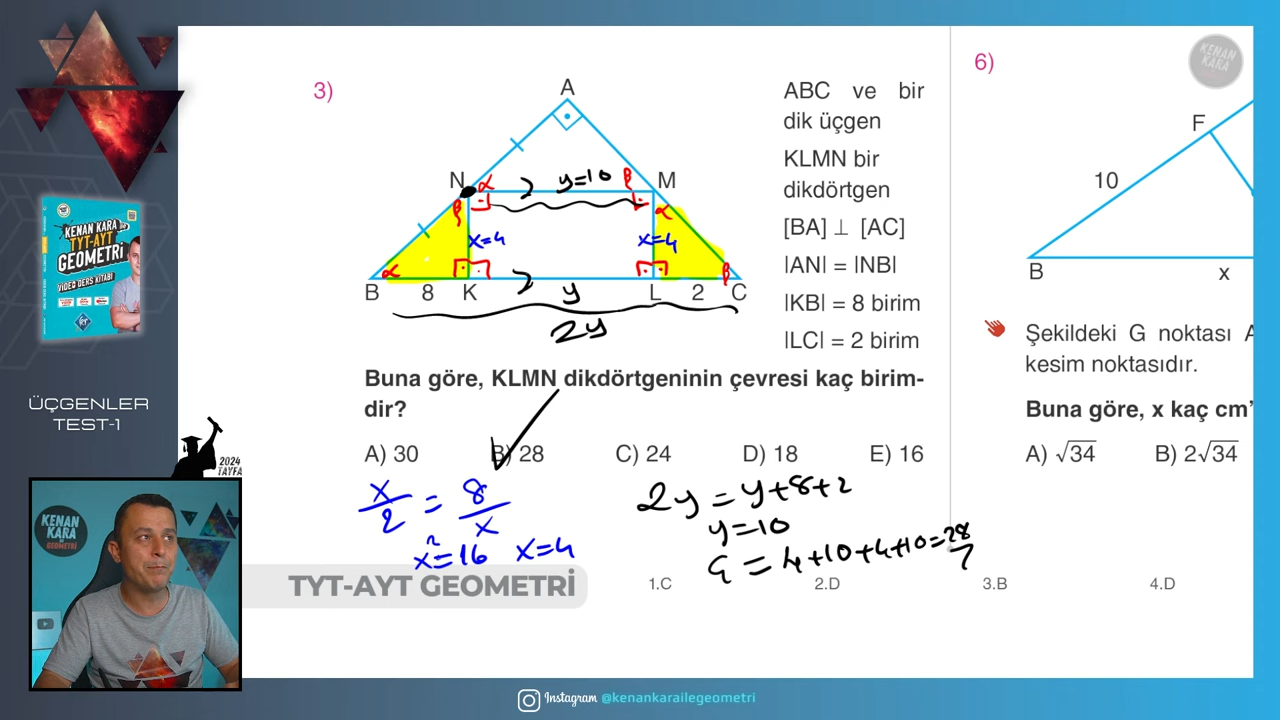 3)
A
N
M
B
8
K
L
2
C
α
y=10
β
β
α
x=4
x=4
α
β
y
2y
ABC ve bir
dik üçgen
KLMN bir
dikdörtgen
[BA] ⊥ [AC]
|AN| = |NB|
|KB| = 8 birim
|LC| = 2 birim
Buna göre, KLMN dikdörtgeninin çevresi kaç birim-
dir?
A) 30 B) 28 C) 24 D) 18 E) 16
x/2 = 8/x
x²=16 x=4
2y = y+8+2
y=10
Ç = 4+10+4+10=28
TYT-AYT GEOMETRİ
1.C 2.D 3.B 4.D
6)
KENAN
KARA
F
10
B
x
Şekildeki G noktası A
kesim noktasıdır.
Buna göre, x kaç cm'
A) √34 B) 2√34
KENAN KARA
TYT-AYT
GEOMETRİ
VİDEO DERS KİTABI
ÜÇGENLER
TEST-1
2024
TAYFA
KENAN
KARA
GEOMETRİ
Instagram @kenankarailegeometri